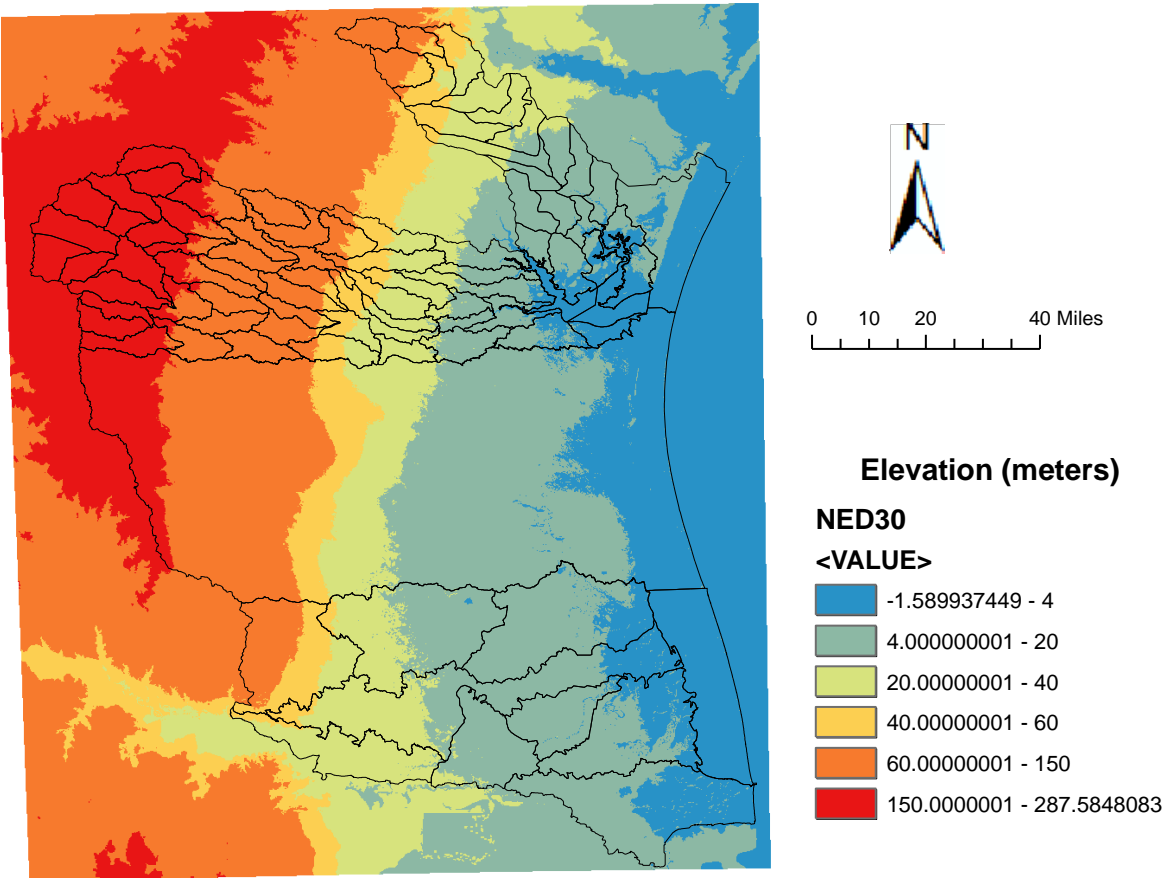 N
0 10 20 40 Miles
Elevation (meters)
NED30
<VALUE>
-1.589937449 - 4
4.000000001 - 20
20.00000001 - 40
40.00000001 - 60
60.00000001 - 150
150.0000001 - 287.5848083